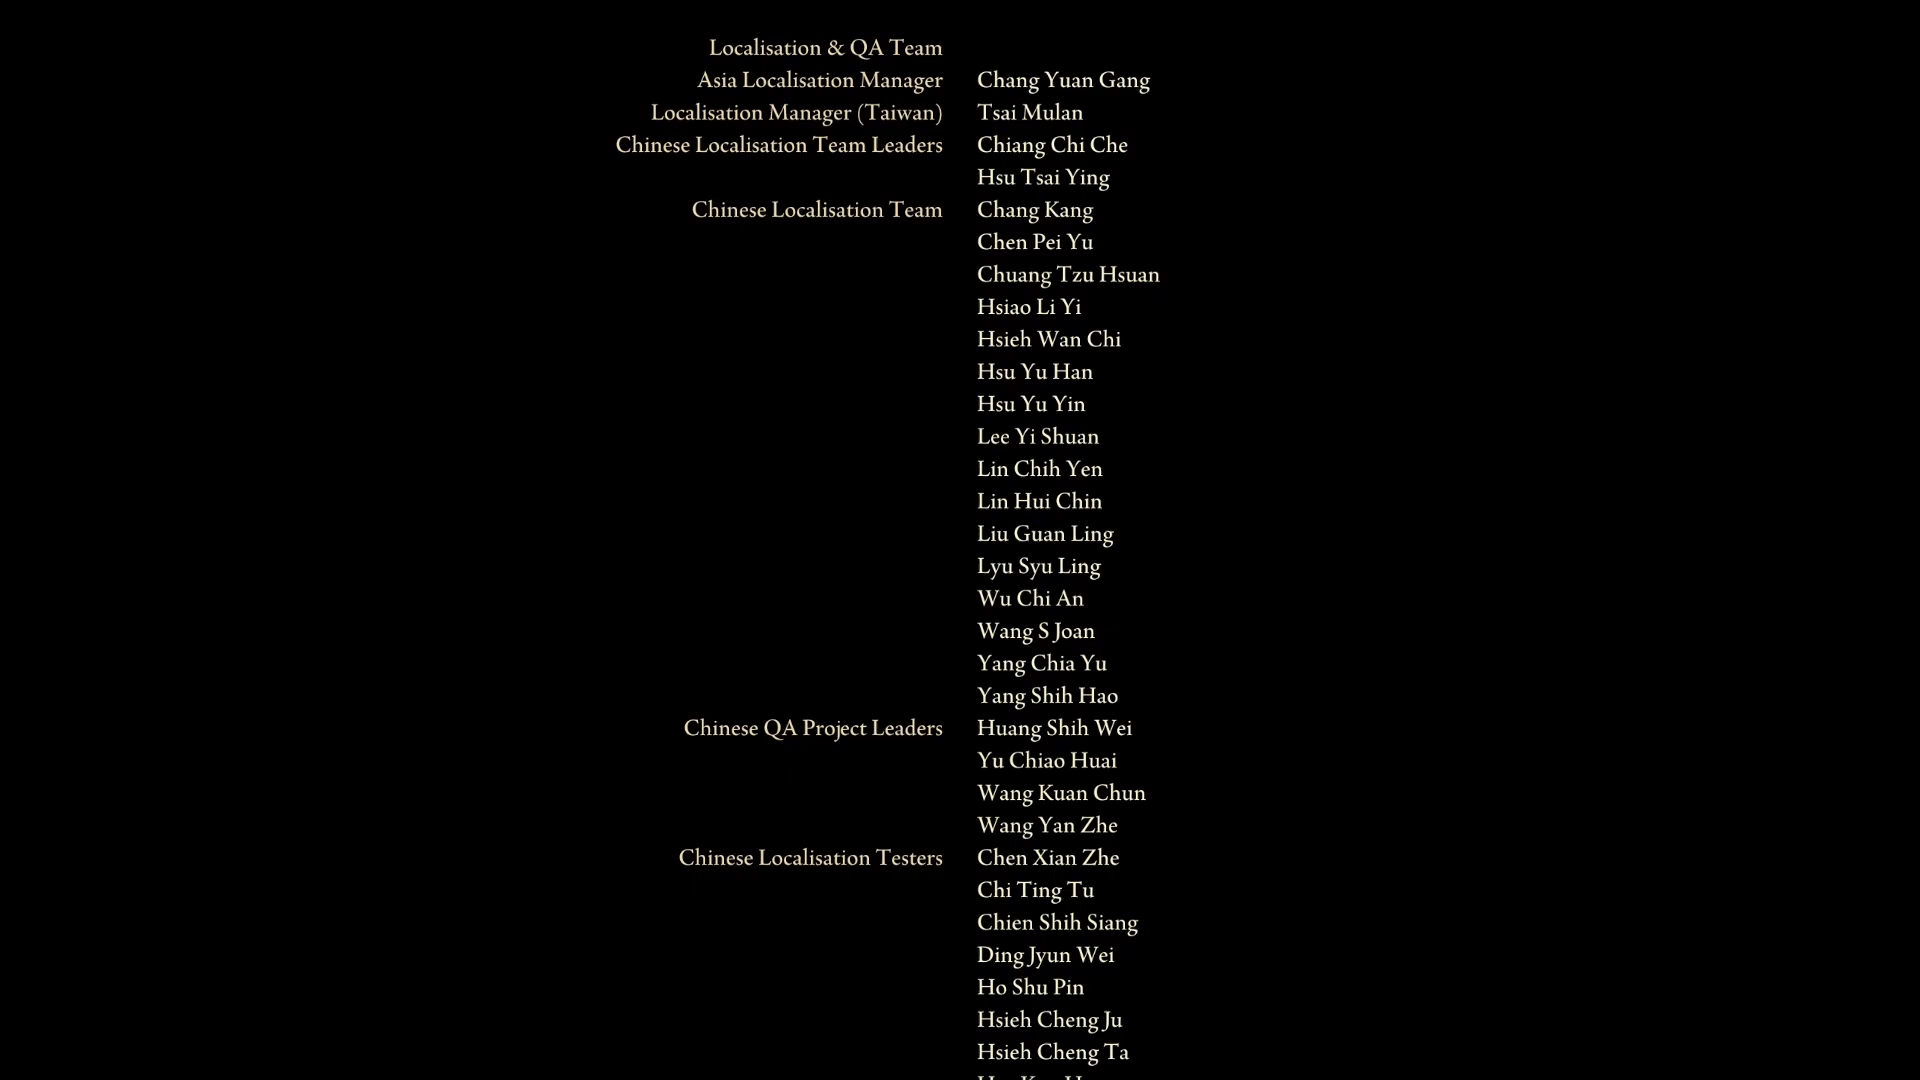 Localisation & QA Team
Asia Localisation Manager Chang Yuan Gang
Localisation Manager (Taiwan) Tsai Mulan
Chinese Localisation Team Leaders Chiang Chi Che
Hsu Tsai Ying
Chinese Localisation Team Chang Kang
Chen Pei Yu
Chuang Tzu Hsuan
Hsiao Li Yi
Hsieh Wan Chi
Hsu Yu Han
Hsu Yu Yin
Lee Yi Shuan
Lin Chih Yen
Lin Hui Chin
Liu Guan Ling
Lyu Syu Ling
Wu Chi An
Wang S Joan
Yang Chia Yu
Yang Shih Hao
Chinese QA Project Leaders Huang Shih Wei
Yu Chiao Huai
Wang Kuan Chun
Wang Yan Zhe
Chinese Localisation Testers Chen Xian Zhe
Chi Ting Tu
Chien Shih Siang
Ding Jyun Wei
Ho Shu Pin
Hsieh Cheng Ju
Hsieh Cheng Ta